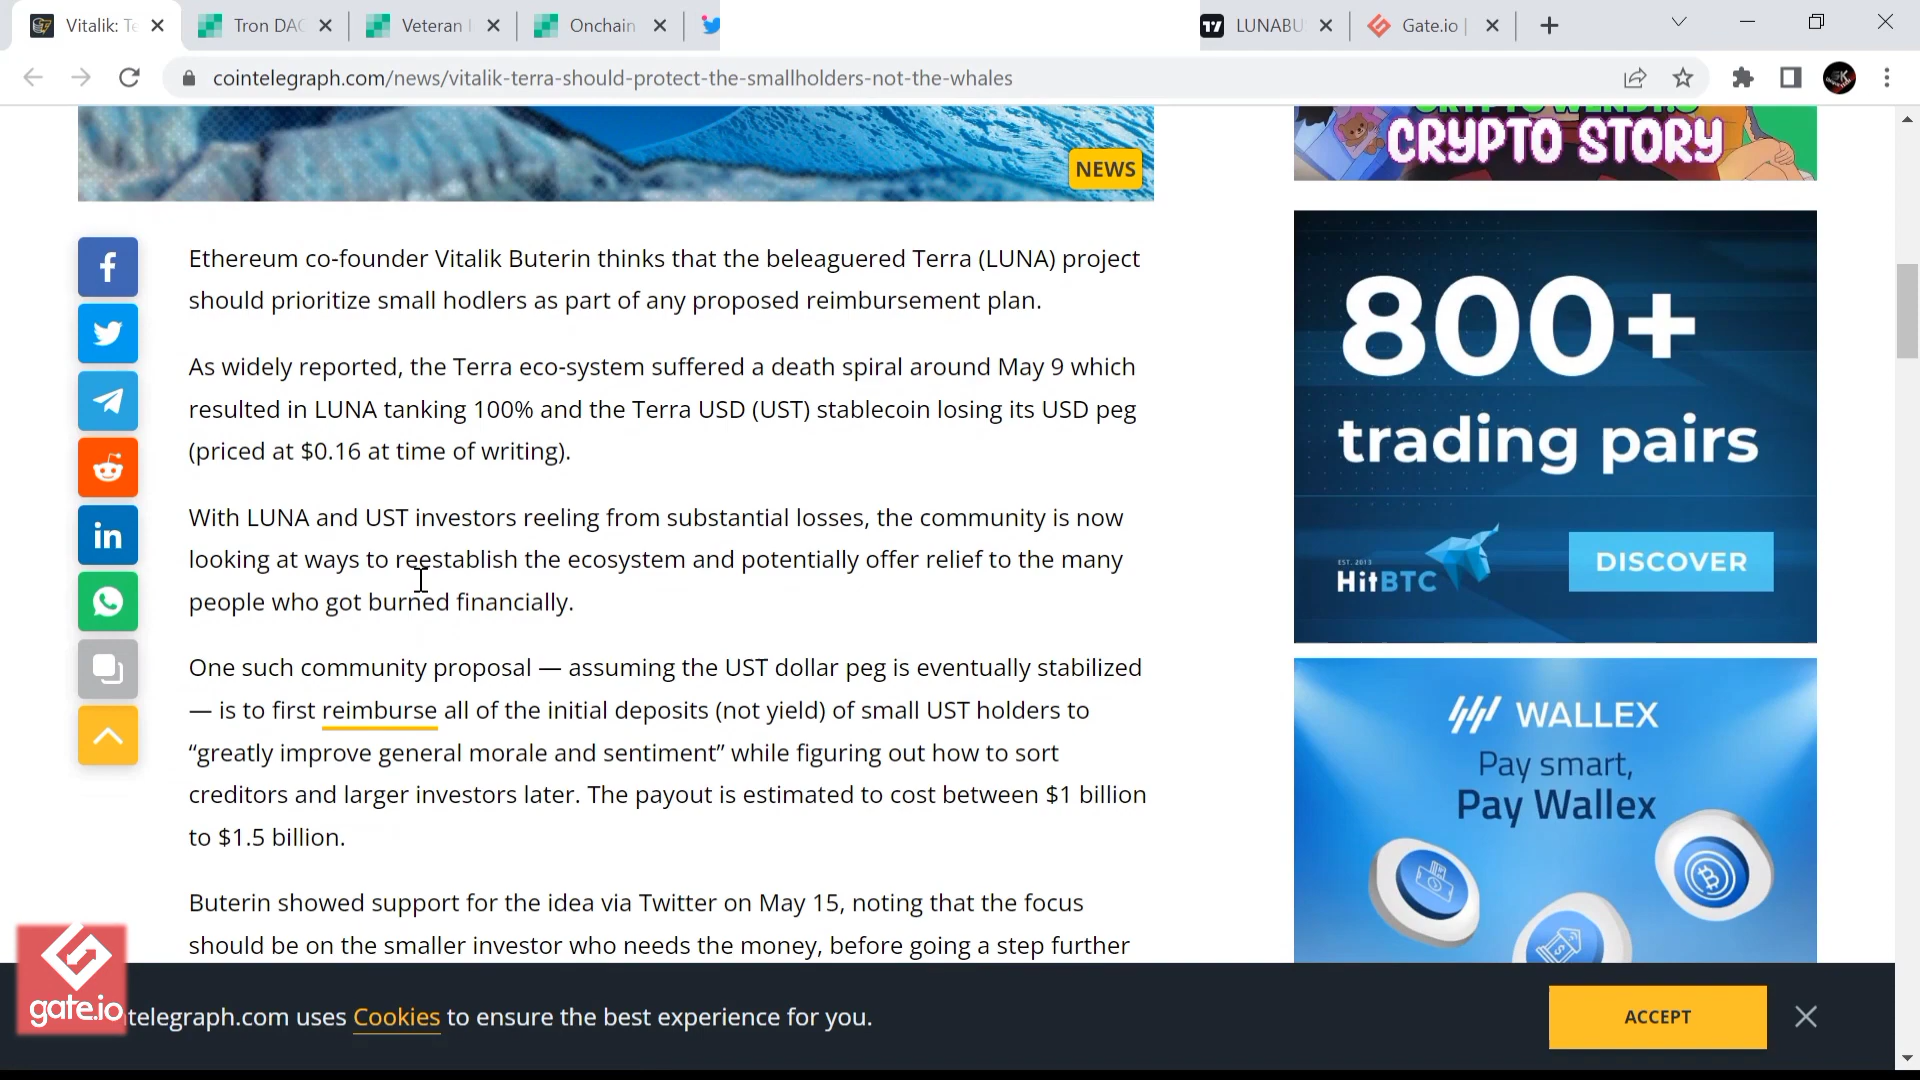 Vitalik: Te
Tron DAO
Veteran I
Onchain
LUNABU
Gate.io |
cointelegraph.com/news/vitalik-terra-should-protect-the-smallholders-not-the-whales
CRYPTO STORY
NEWS
Ethereum co-founder Vitalik Buterin thinks that the beleaguered Terra (LUNA) project
should prioritize small hodlers as part of any proposed reimbursement plan.
As widely reported, the Terra eco-system suffered a death spiral around May 9 which
resulted in LUNA tanking 100% and the Terra USD (UST) stablecoin losing its USD peg
(priced at $0.16 at time of writing).
With LUNA and UST investors reeling from substantial losses, the community is now
looking at ways to reestablish the ecosystem and potentially offer relief to the many
people who got burned financially.
One such community proposal — assuming the UST dollar peg is eventually stabilized
— is to first reimburse all of the initial deposits (not yield) of small UST holders to
“greatly improve general morale and sentiment” while figuring out how to sort
creditors and larger investors later. The payout is estimated to cost between $1 billion
to $1.5 billion.
Buterin showed support for the idea via Twitter on May 15, noting that the focus
should be on the smaller investor who needs the money, before going a step further
800+
trading pairs
EST. 2013
HitBTC
DISCOVER
WALLEX
Pay smart,
Pay Wallex
gate.io
telegraph.com uses Cookies to ensure the best experience for you.
ACCEPT